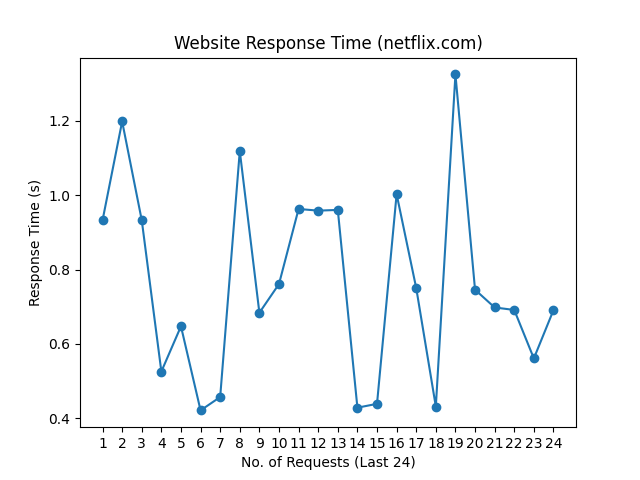 Website Response Time (netflix.com)
Response Time (s)
1.2
1.0
0.8
0.6
0.4
1 2 3 4 5 6 7 8 9 10 11 12 13 14 15 16 17 18 19 20 21 22 23 24
No. of Requests (Last 24)